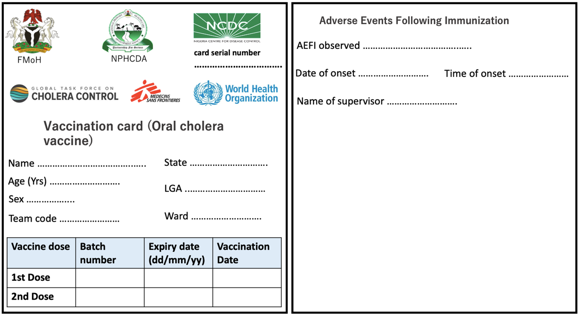 FMoH
NPHCDA
NCDC
NIGERIA CENTRE FOR DISEASE CONTROL
card serial number
……………………………
GLOBAL TASK FORCE ON
CHOLERA CONTROL
MEDECINS
SANS FRONTIERES
World Health
Organization
Vaccination card (Oral cholera
vaccine)
Name ………………………………
State ……………………….
Age (Yrs) ……………………..
LGA …………………………
Sex ……………..
Team code …………………
Ward …………………….
Vaccine dose Batch number Expiry date (dd/mm/yy) Vaccination Date
1st Dose
2nd Dose
Adverse Events Following Immunization
AEFI observed ………………………………….
Date of onset …………………….. Time of onset ………………….
Name of supervisor ……………………..